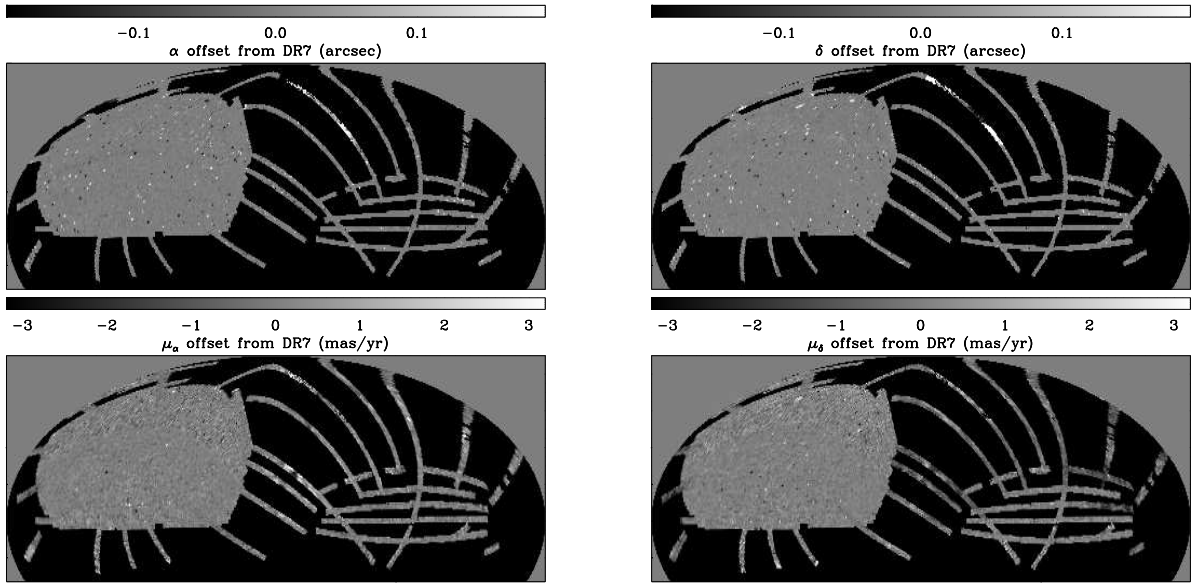 −0.1 0.0 0.1
α offset from DR7 (arcsec)
−0.1 0.0 0.1
δ offset from DR7 (arcsec)
−3 −2 −1 0 1 2 3
μα offset from DR7 (mas/yr)
−3 −2 −1 0 1 2 3
μδ offset from DR7 (mas/yr)